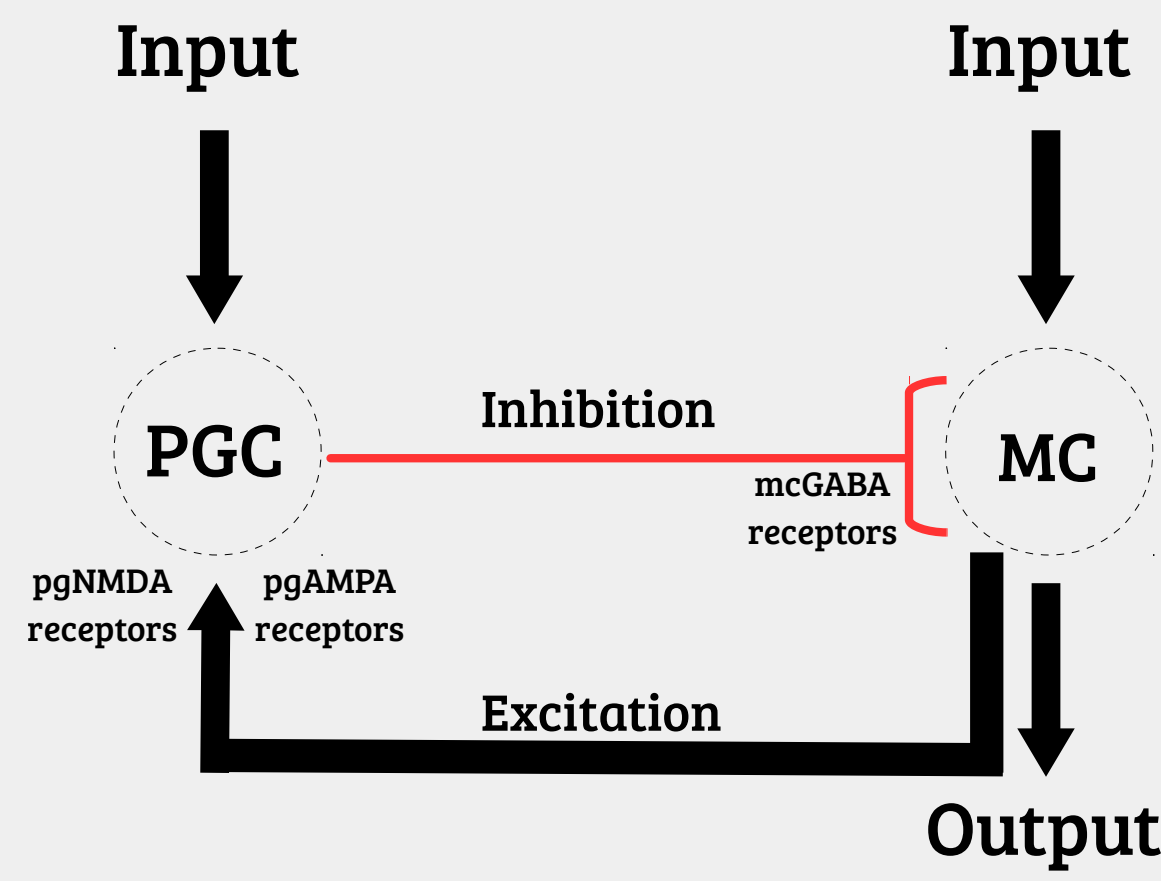 Input
Input
Inhibition
PGC
MC
mcGABA
receptors
pgNMDA
receptors
pgAMPA
receptors
Excitation
Output